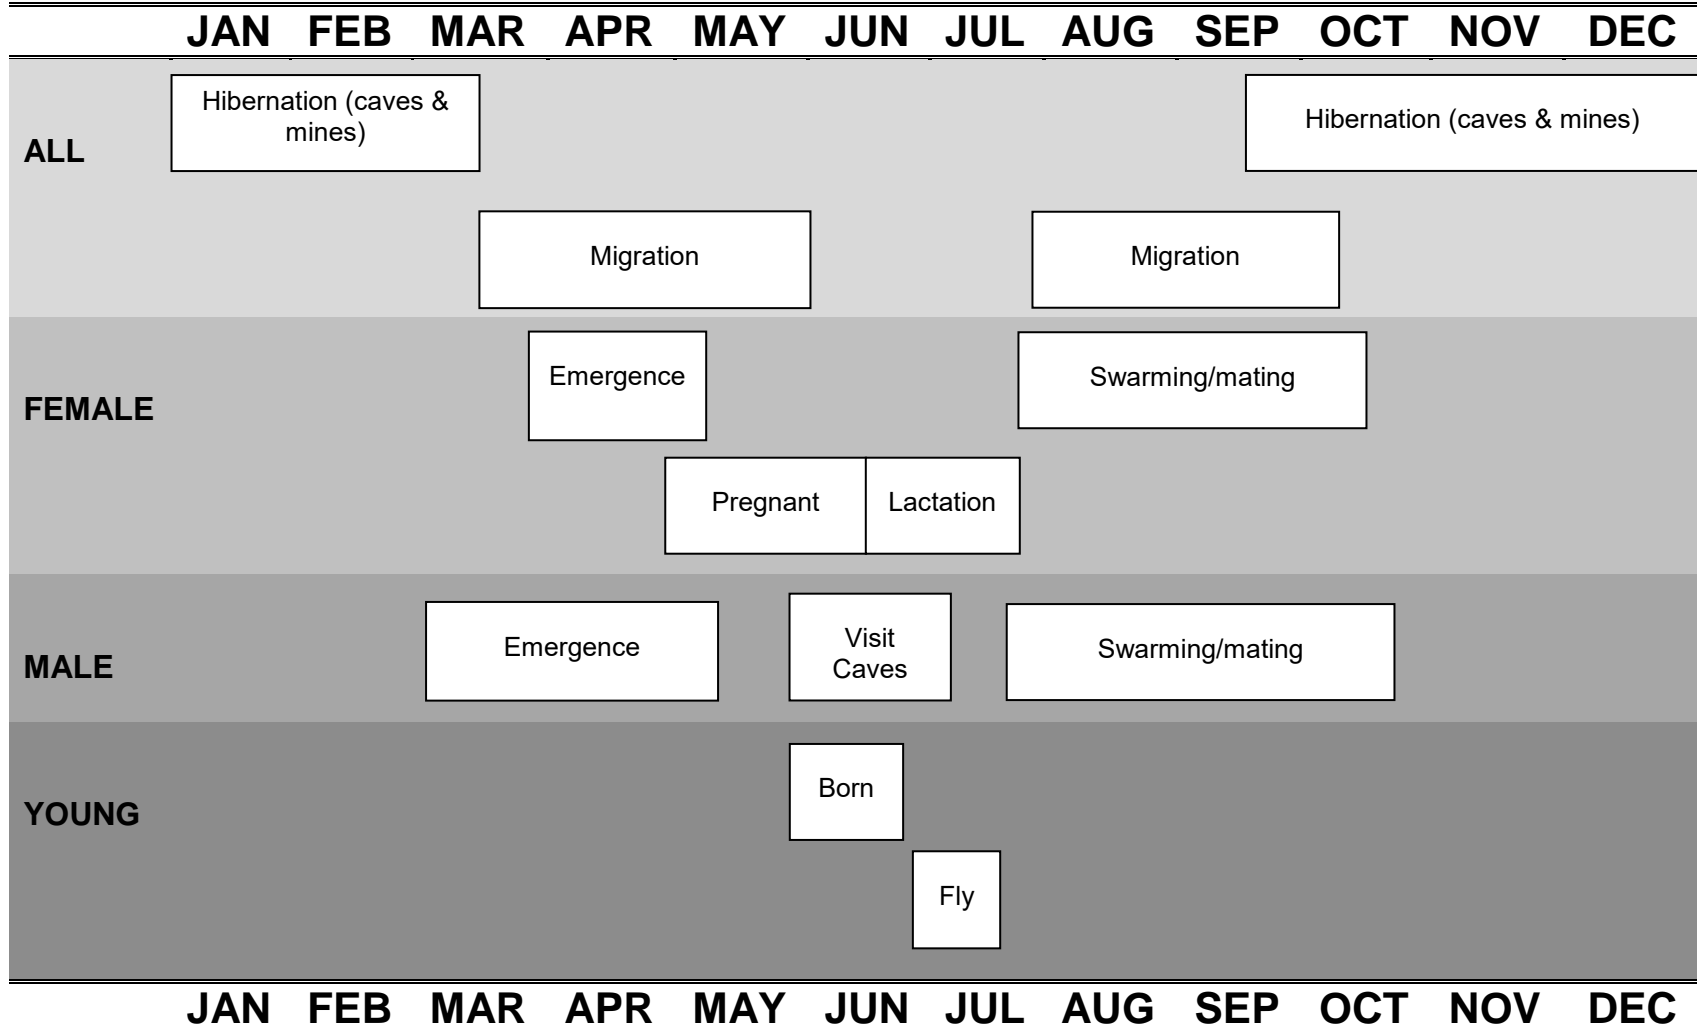 JAN FEB MAR APR MAY JUN JUL AUG SEP OCT NOV DEC
ALL
Hibernation (caves &
mines)
Hibernation (caves & mines)
Migration
Migration
FEMALE
Emergence
Swarming/mating
Pregnant
Lactation
MALE
Emergence
Visit
Caves
Swarming/mating
YOUNG
Born
Fly
JAN FEB MAR APR MAY JUN JUL AUG SEP OCT NOV DEC